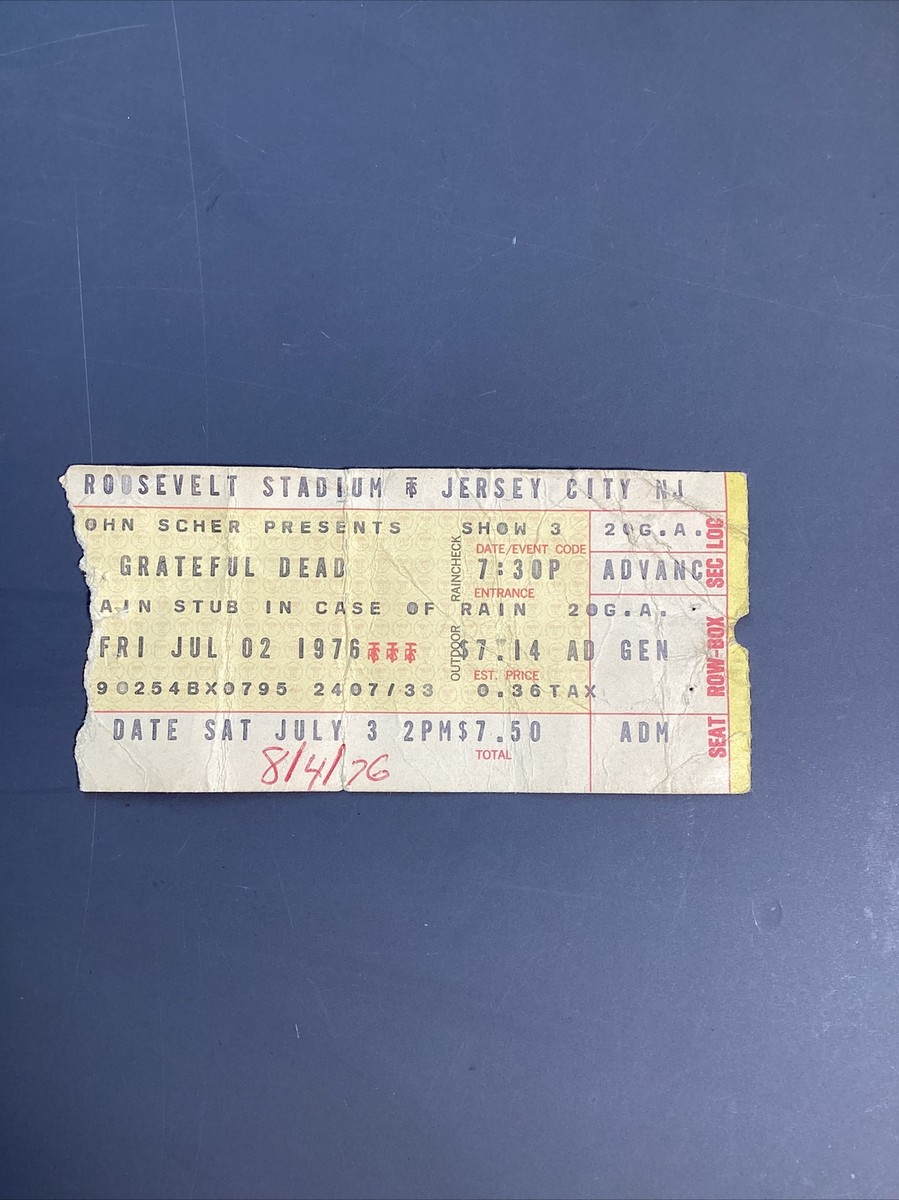 ROOSEVELT STADIUM JERSEY CITY NJ
OHN SCHER PRESENTS SHOW 3 20G.A. LOC
DATE/EVENT CODE
GRATEFUL DEAD 7:30P ADVANC SEC
ENTRANCE
AJN STUB IN CASE OF RAIN 20G.A.
OUTDOOR RAINCHECK
FRI JUL 02 1976 $7.14 AD GEN ROW-BOX
EST. PRICE
90254BX0795 2407/33 0.36TAX
DATE SAT JULY 3 2PM $7.50 ADM SEAT
TOTAL
8/4/76